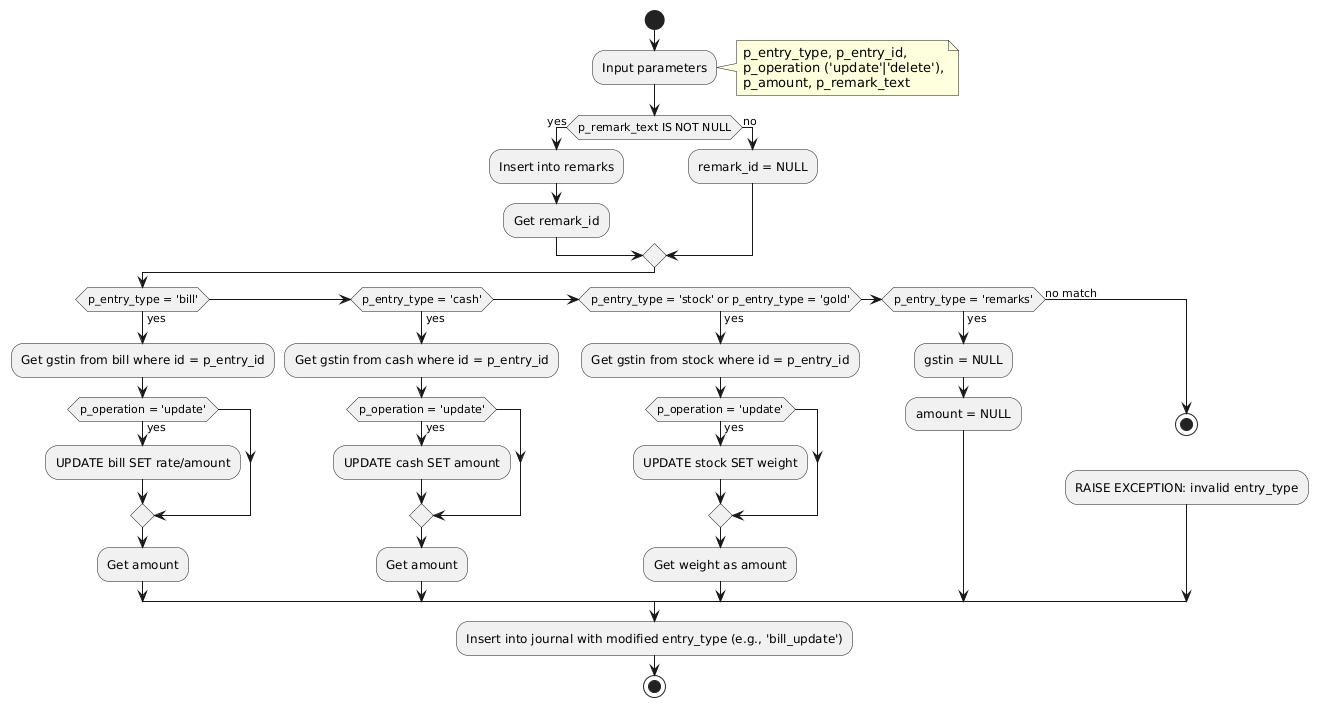 Input parameters
p_entry_type, p_entry_id,
p_operation ('update'|'delete'),
p_amount, p_remark_text
yes
p_remark_text IS NOT NULL
no
Insert into remarks
remark_id = NULL
Get remark_id
p_entry_type = 'bill'
p_entry_type = 'cash'
p_entry_type = 'stock' or p_entry_type = 'gold'
p_entry_type = 'remarks'
no match
yes
yes
yes
yes
Get gstin from bill where id = p_entry_id
Get gstin from cash where id = p_entry_id
Get gstin from stock where id = p_entry_id
gstin = NULL
p_operation = 'update'
p_operation = 'update'
p_operation = 'update'
amount = NULL
yes
yes
yes
UPDATE bill SET rate/amount
UPDATE cash SET amount
UPDATE stock SET weight
RAISE EXCEPTION: invalid entry_type
Get amount
Get amount
Get weight as amount
Insert into journal with modified entry_type (e.g., 'bill_update')